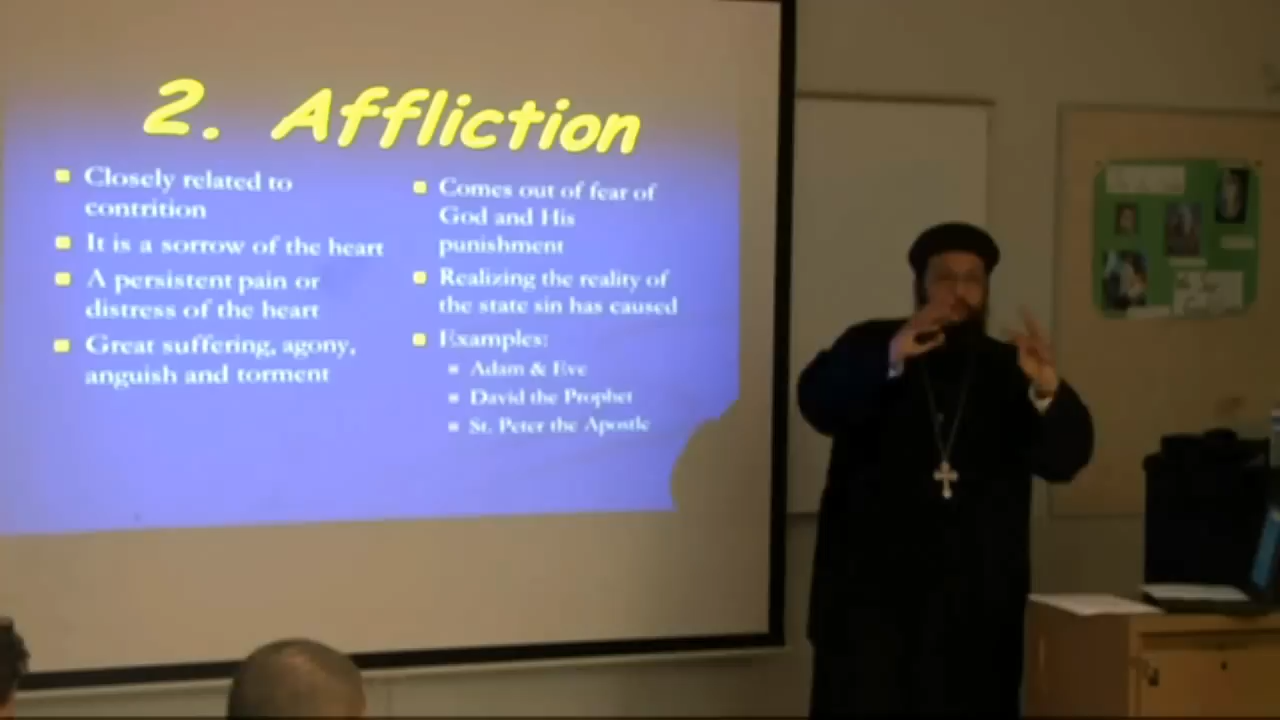 2. Affliction
Closely related to
contrition
It is a sorrow of the heart
A persistent pain or
distress of the heart
Great suffering, agony,
anguish and torment
Comes out of fear of
God and His
punishment
Realizing the reality of
the state sin has caused
Examples:
Adam & Eve
David the Prophet
St. Peter the Apostle